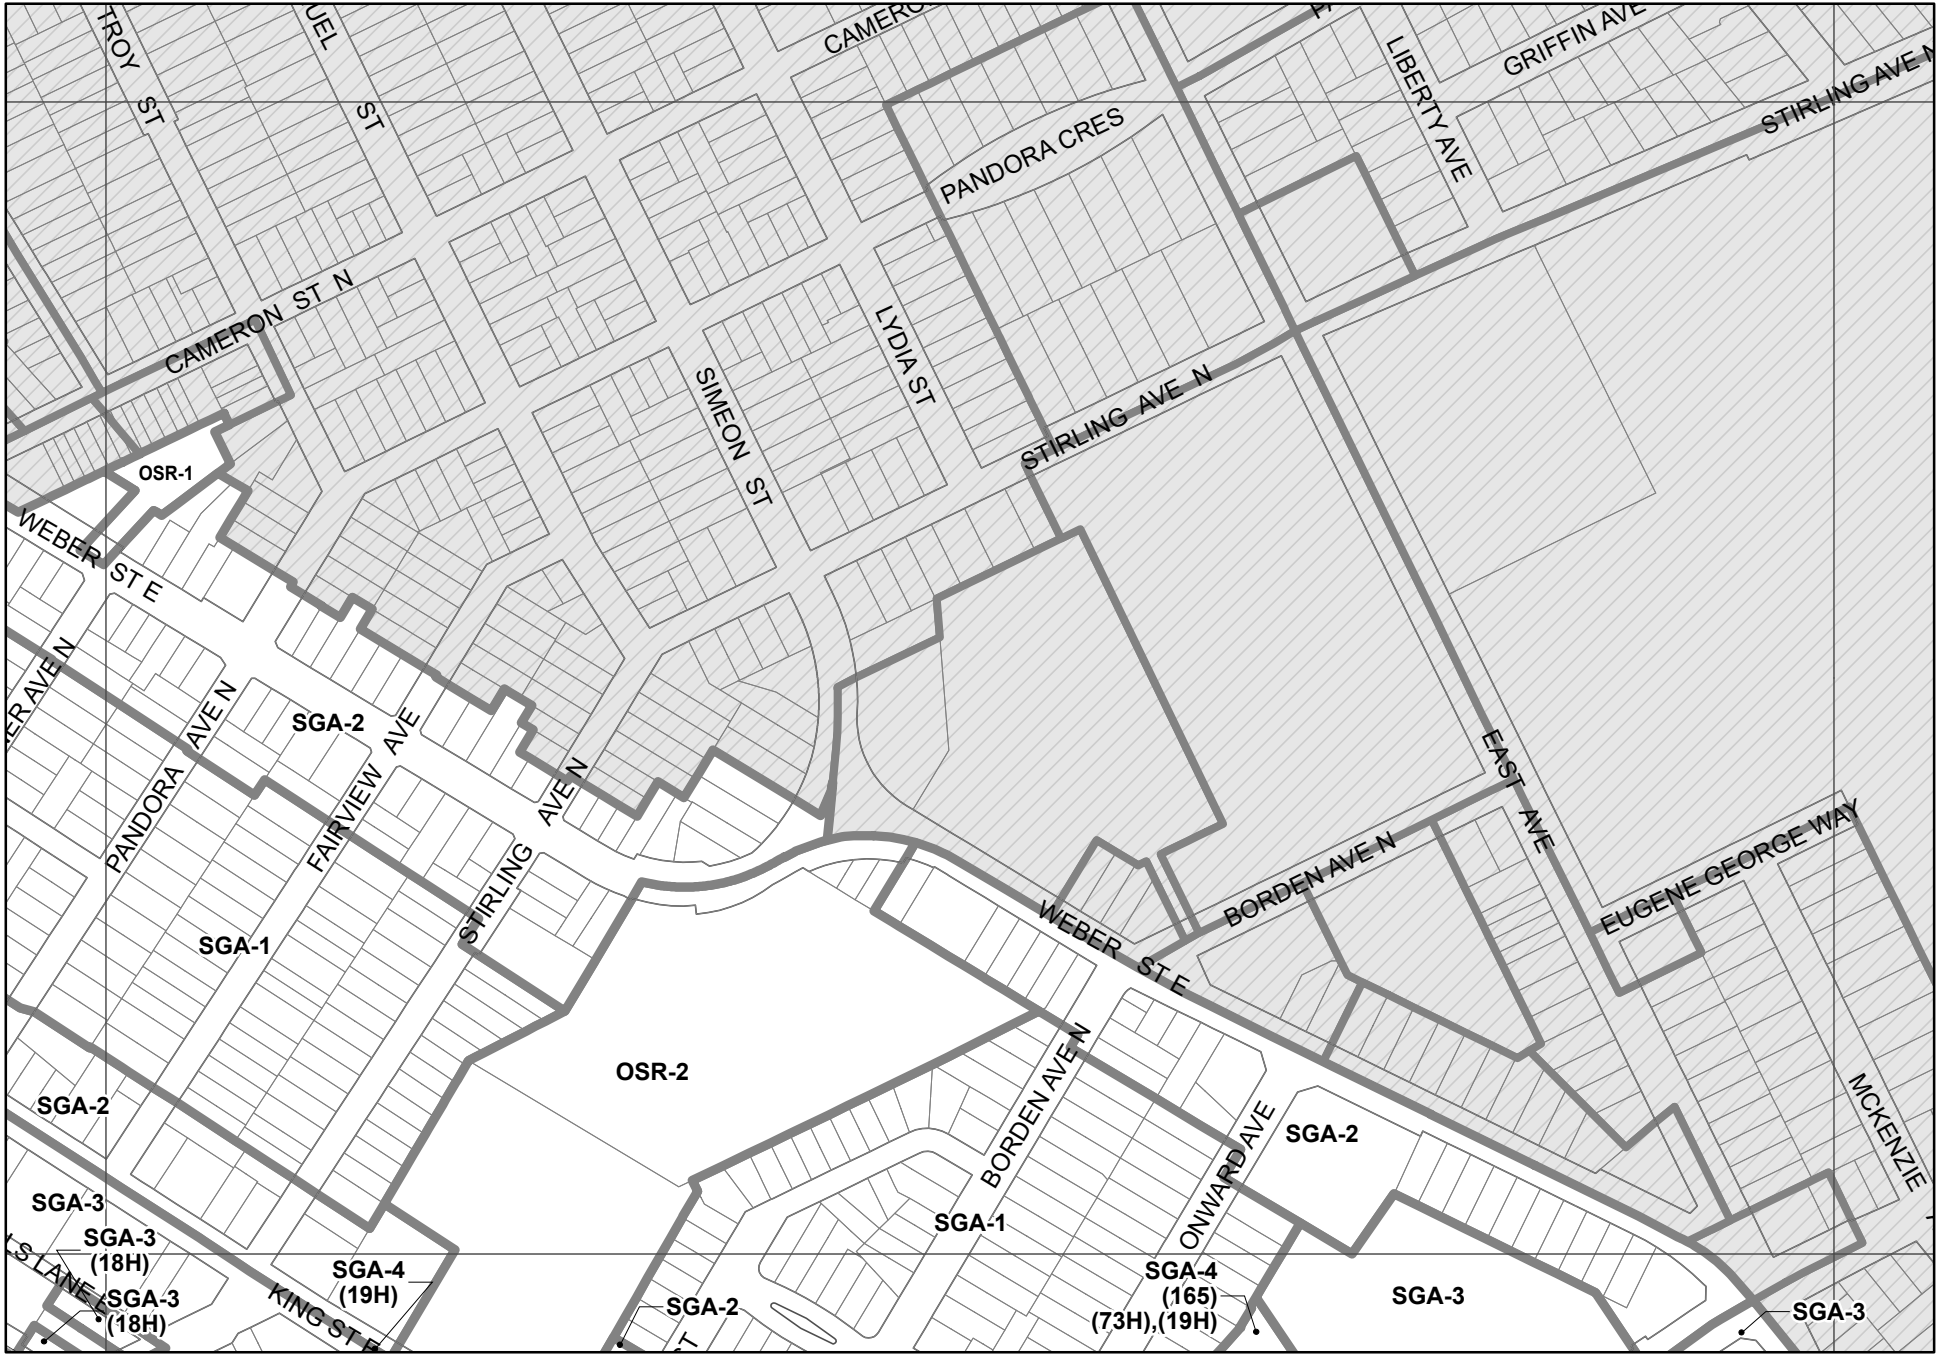 TROY ST
ST
CAMERON
LIBERTY AVE
GRIFFIN AVE
STIRLING AVE N
PANDORA CRES
CAMERON ST N
LYDIA ST
SIMEON ST
STIRLING AVE N
OSR-1
WEBER ST E
SGA-2
PANDORA AVE N
FAIRVIEW AVE
STIRLING AVE N
EAST AVE
EUGENE GEORGE WAY
BORDEN AVE N
WEBER ST E
SGA-1
OSR-2
BORDEN AVE N
ONWARD AVE
SGA-2
MCKENZIE
SGA-2
SGA-3
SGA-3
(18H)
SGA-3
(18H)
LANE
KING ST E
SGA-4
(19H)
SGA-2
ST
SGA-1
SGA-4
(165)
(73H),(19H)
SGA-3
SGA-3